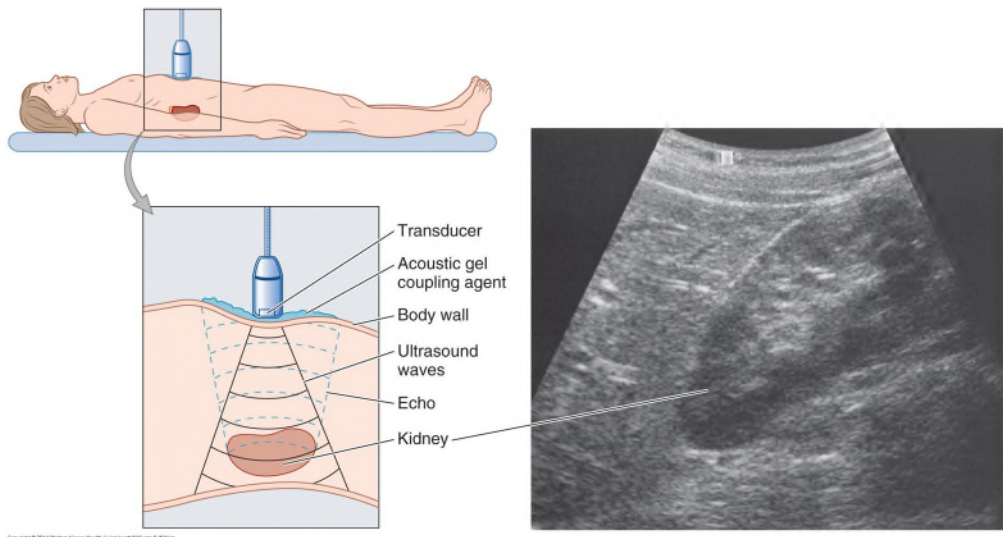 Transducer
Acoustic gel
coupling agent
Body wall
Ultrasound
waves
Echo
Kidney